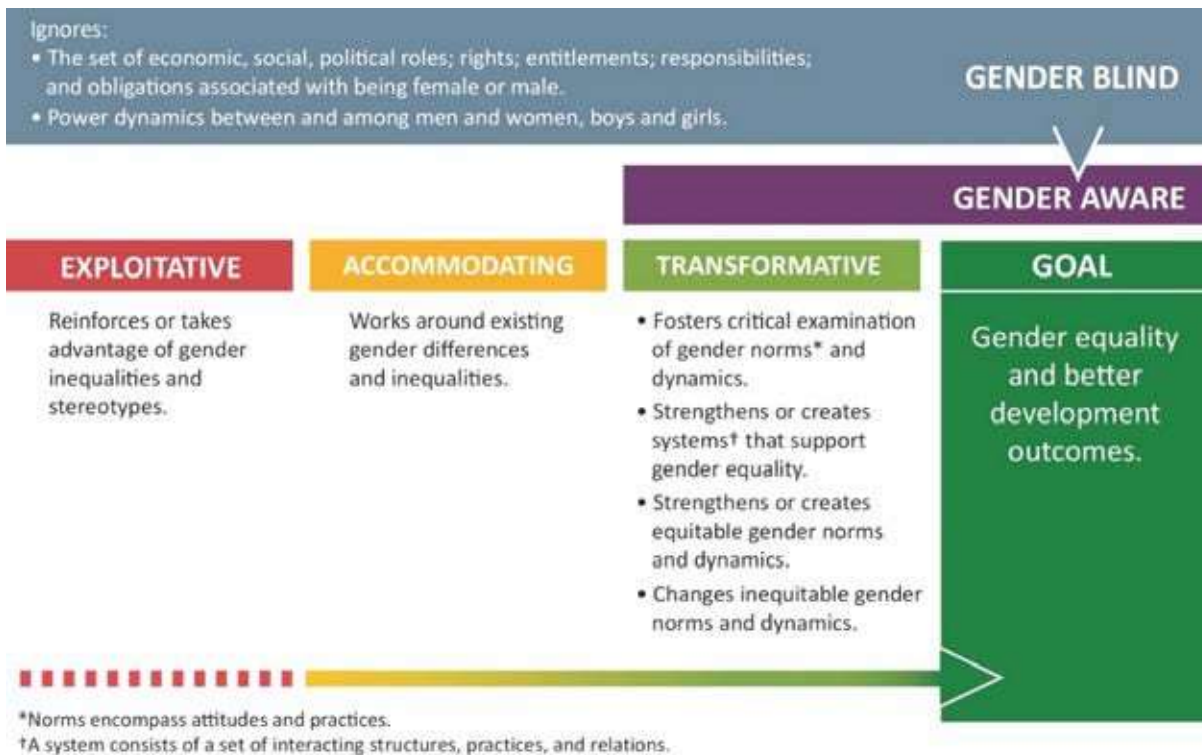 Ignores:
• The set of economic, social, political roles; rights; entitlements; responsibilities;
and obligations associated with being female or male.
• Power dynamics between and among men and women, boys and girls.
GENDER BLIND
GENDER AWARE
EXPLOITATIVE
Reinforces or takes
advantage of gender
inequalities and
stereotypes.
ACCOMMODATING
Works around existing
gender differences
and inequalities.
TRANSFORMATIVE
• Fosters critical examination
of gender norms* and
dynamics.
• Strengthens or creates
systems† that support
gender equality.
• Strengthens or creates
equitable gender norms
and dynamics.
• Changes inequitable gender
norms and dynamics.
GOAL
Gender equality
and better
development
outcomes.
*Norms encompass attitudes and practices.
†A system consists of a set of interacting structures, practices, and relations.